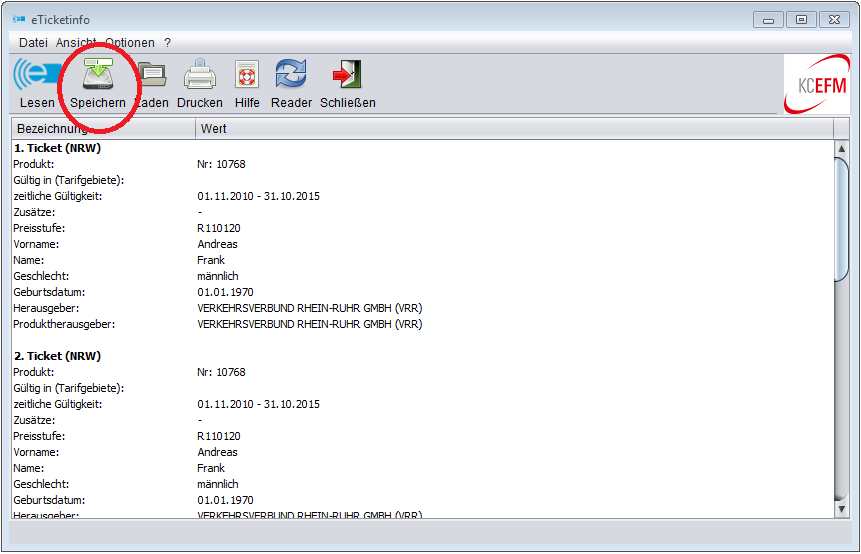 eTicketinfo
Datei Ansicht Optionen ?
KCEFM
Lesen Speichern Laden Drucken Hilfe Reader Schließen
Bezeichnung Wert
1. Ticket (NRW)
Produkt: Nr: 10768
Gültig in (Tarifgebiete):
zeitliche Gültigkeit: 01.11.2010 - 31.10.2015
Zusätze: -
Preisstufe: R110120
Vorname: Andreas
Name: Frank
Geschlecht: männlich
Geburtsdatum: 01.01.1970
Herausgeber: VERKEHRSVERBUND RHEIN-RUHR GMBH (VRR)
Produktherausgeber: VERKEHRSVERBUND RHEIN-RUHR GMBH (VRR)
2. Ticket (NRW)
Produkt: Nr: 10768
Gültig in (Tarifgebiete):
zeitliche Gültigkeit: 01.11.2010 - 31.10.2015
Zusätze: -
Preisstufe: R110120
Vorname: Andreas
Name: Frank
Geschlecht: männlich
Geburtsdatum: 01.01.1970
Herausgeber: VERKEHRSVERBUND RHEIN-RUHR GMBH (VRR)